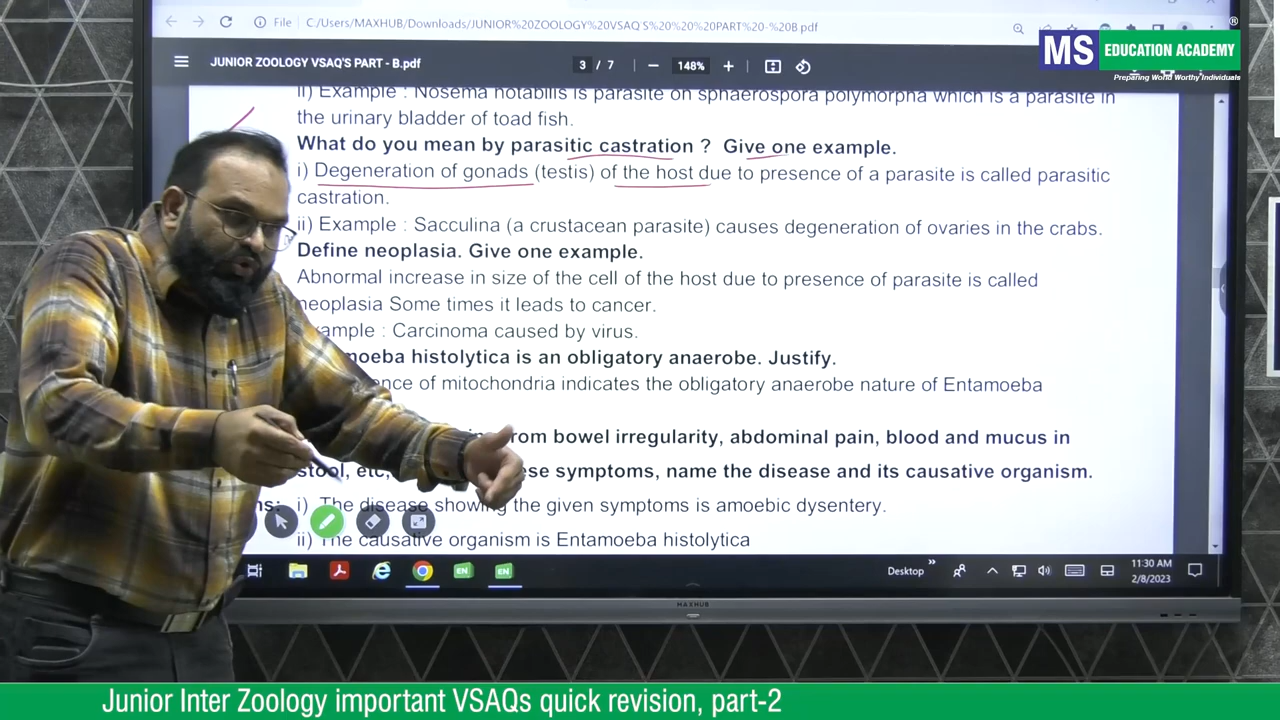 File | C:/Users/MAXHUB/Downloads/JUNIOR%20ZOOLOGY%20VSAQ'S%20%20%20PART%20-%20B.pdf
MS EDUCATION ACADEMY ®
Preparing World Worthy Individuals
JUNIOR ZOOLOGY VSAQ'S PART - B.pdf
3 / 7
148%
ii) Example : Nosema notabilis is parasite on sphaerospora polymorpha which is a parasite in
the urinary bladder of toad fish.
What do you mean by parasitic castration ? Give one example.
i) Degeneration of gonads (testis) of the host due to presence of a parasite is called parasitic
castration.
ii) Example : Sacculina (a crustacean parasite) causes degeneration of ovaries in the crabs.
Define neoplasia. Give one example.
Abnormal increase in size of the cell of the host due to presence of parasite is called
neoplasia Some times it leads to cancer.
xample : Carcinoma caused by virus.
moeba histolytica is an obligatory anaerobe. Justify.
ence of mitochondria indicates the obligatory anaerobe nature of Entamoeba
from bowel irregularity, abdominal pain, blood and mucus in
stool, etc, ese symptoms, name the disease and its causative organism.
ns: i) The disease showing the given symptoms is amoebic dysentery.
ii) The causative organism is Entamoeba histolytica
EN
EN
Desktop
11:30 AM
2/8/2023
MAXHUB
Junior Inter Zoology important VSAQs quick revision, part-2